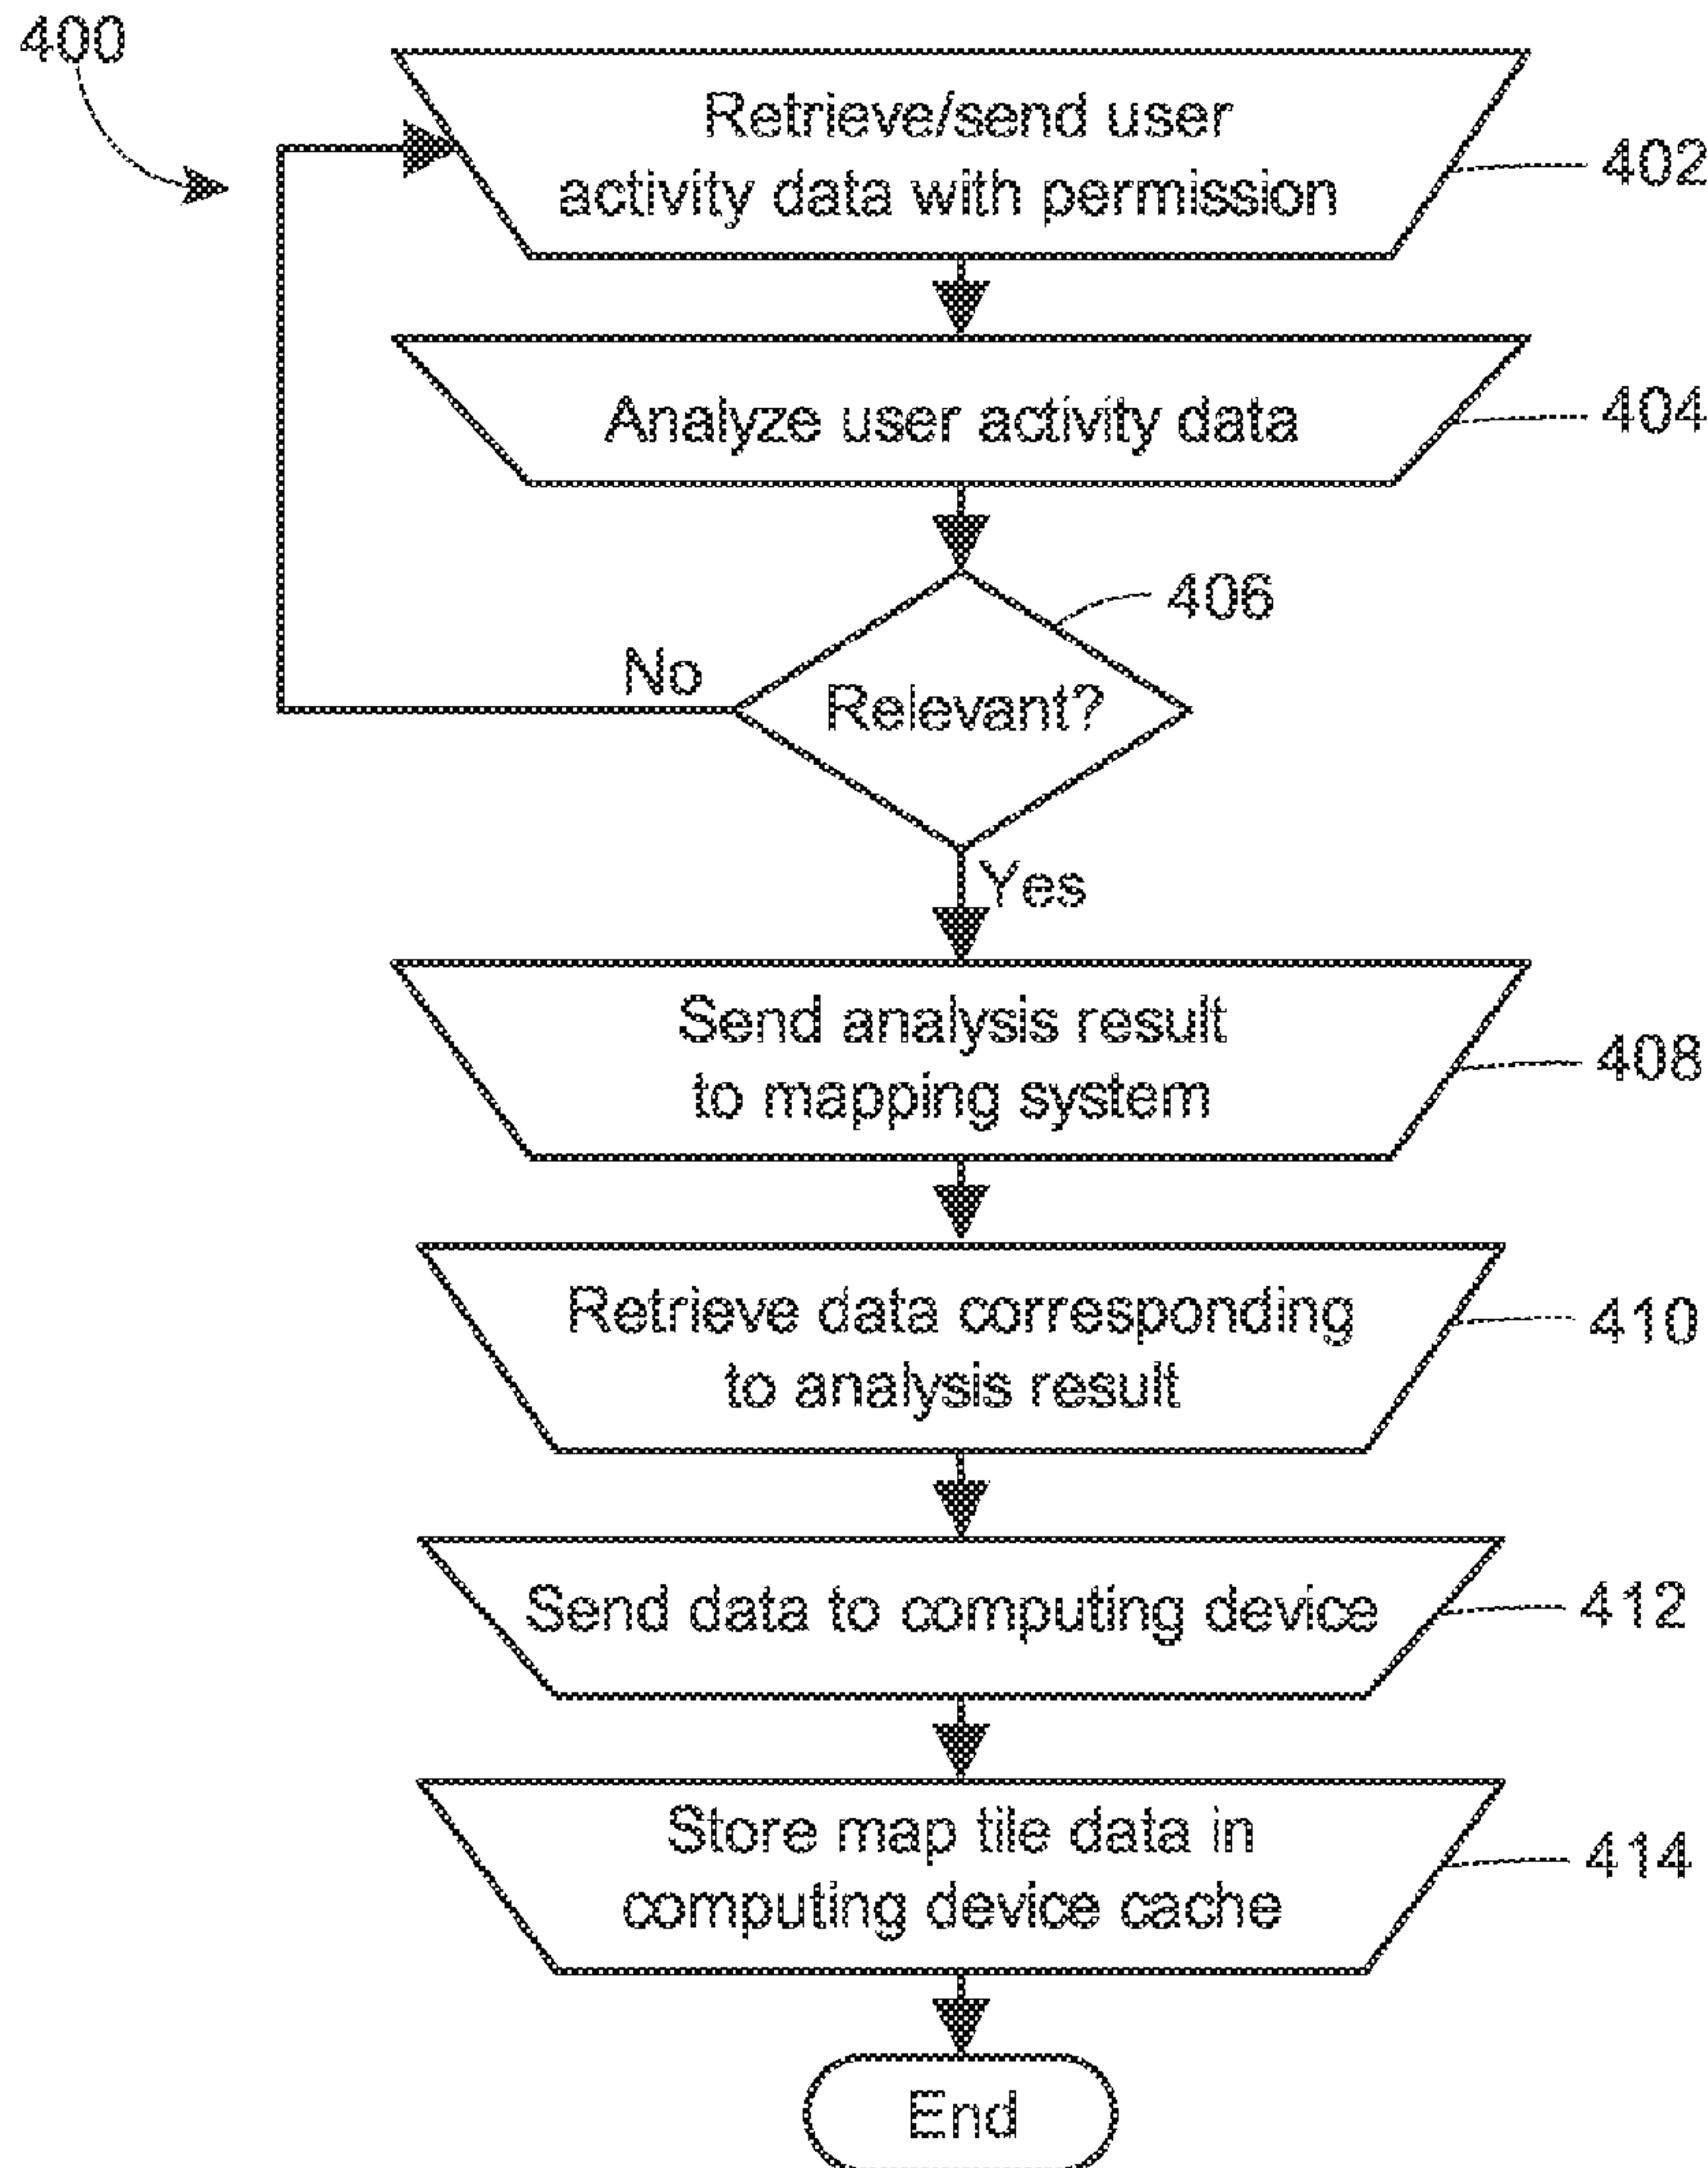 400
Retrieve/send user
activity data with permission
402
Analyze user activity data
404
406
No
Relevant?
Yes
Send analysis result
to mapping system
408
Retrieve data corresponding
to analysis result
410
Send data to computing device
412
Store map tile data in
computing device cache
414
End